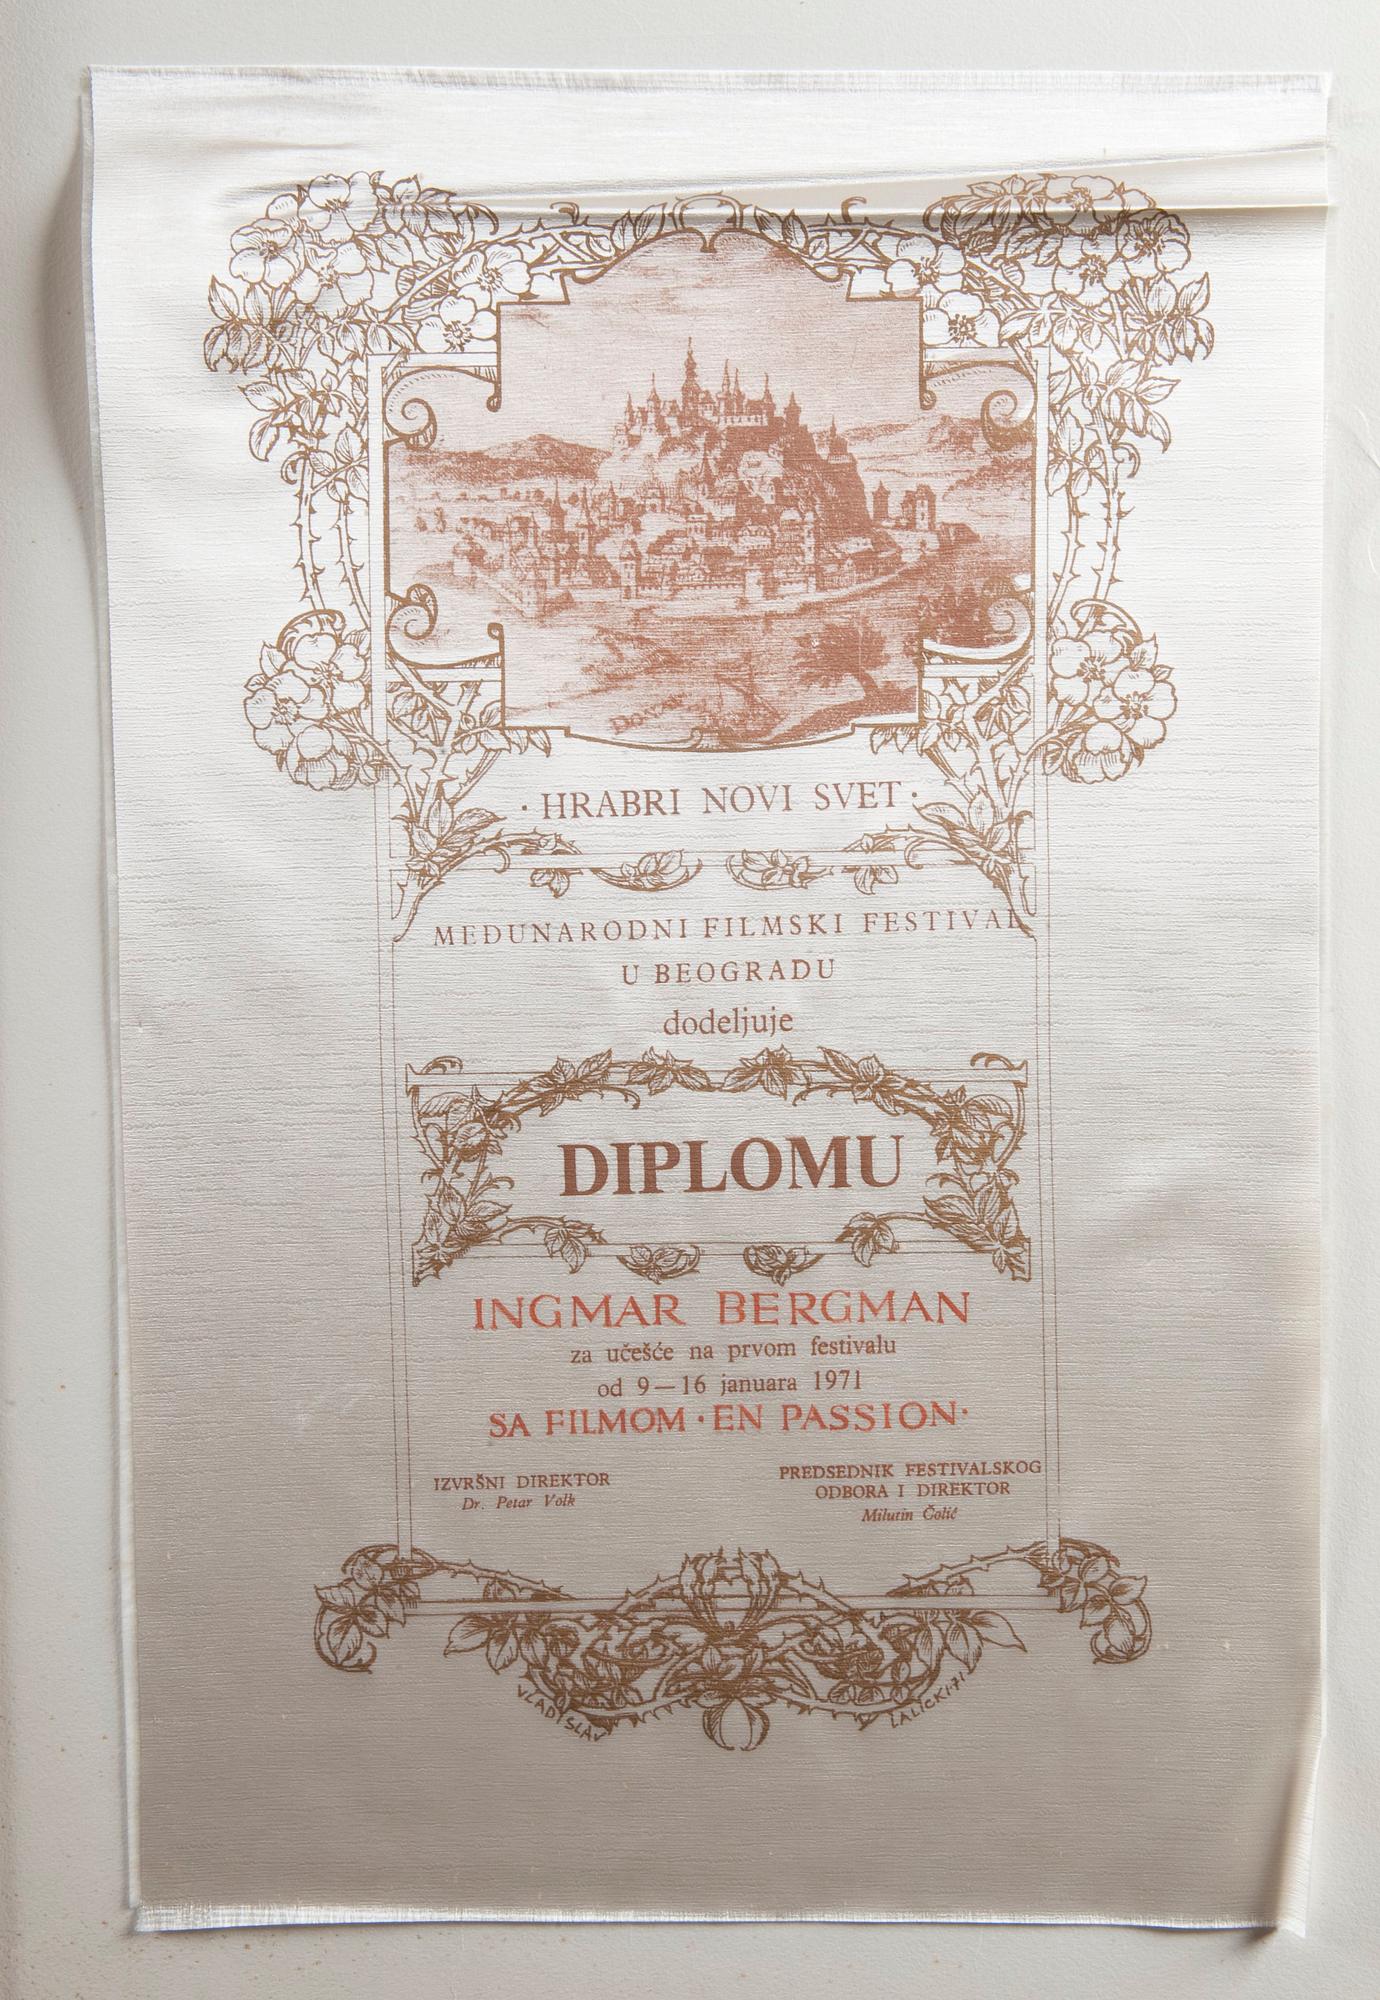 · HRABRI NOVI SVET ·
MEDUNARODNI FILMSKI FESTIVAL
U BEOGRADU
dodeljuje
DIPLOMU
INGMAR BERGMAN
za učešće na prvom festivalu
od 9—16 januara 1971
SA FILMOM · EN PASSION ·
IZVRŠNI DIREKTOR
Dr. Petar Volk
PREDSEDNIK FESTIVALSKOG
ODBORA I DIREKTOR
Milutin Čolić
VLADISLAV LALICKI 71